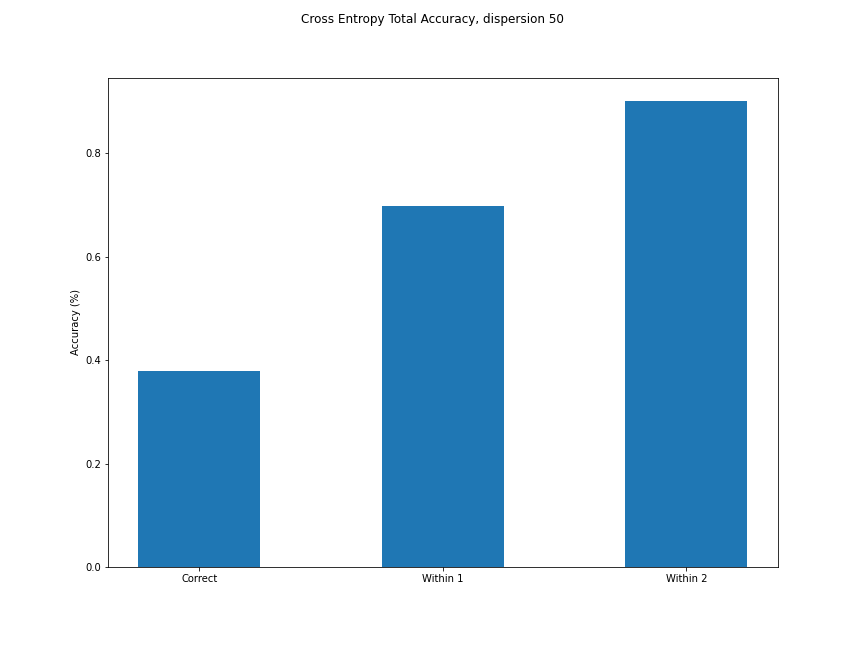 Cross Entropy Total Accuracy, dispersion 50
Accuracy (%)
0.8
0.6
0.4
0.2
0.0
Correct
Within 1
Within 2